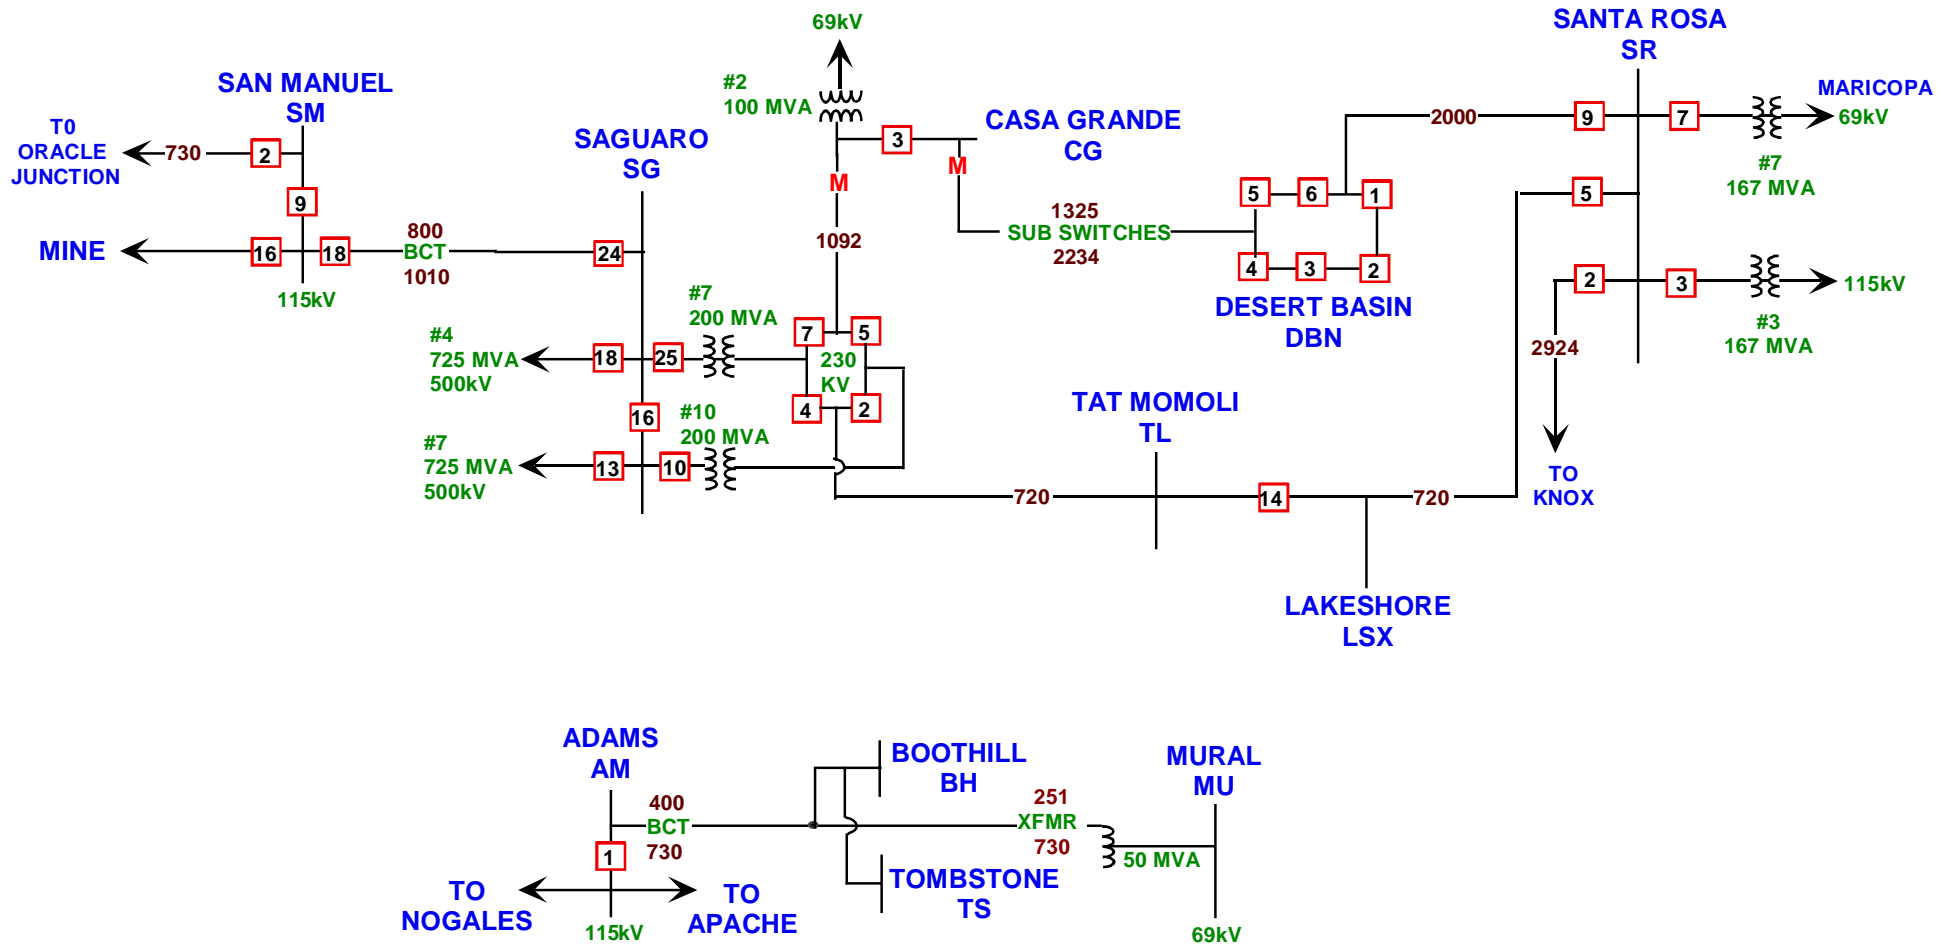 69kV
SANTA ROSA
SR
#2
100 MVA
SAN MANUEL
SM
MARICOPA
69kV
T0
ORACLE
JUNCTION
730
2
SAGUARO
SG
3
CASA GRANDE
CG
2000
9
7
#7
167 MVA
M
M
9
5
6
1
5
MINE
16
18
800
BCT
1010
24
1092
1325
SUB SWITCHES
2234
4
3
2
2
3
115kV
115kV
#7
200 MVA
DESERT BASIN
DBN
#3
167 MVA
2924
#4
725 MVA
500kV
18
25
7
5
230
KV
4
2
16
#10
200 MVA
TAT MOMOLI
TL
#7
725 MVA
500kV
13
10
TO
KNOX
720
14
720
LAKESHORE
LSX
ADAMS
AM
BOOTHILL
BH
MURAL
MU
400
BCT
730
251
XFMR
730
1
50 MVA
TO
NOGALES
TO
APACHE
TOMBSTONE
TS
115kV
69kV